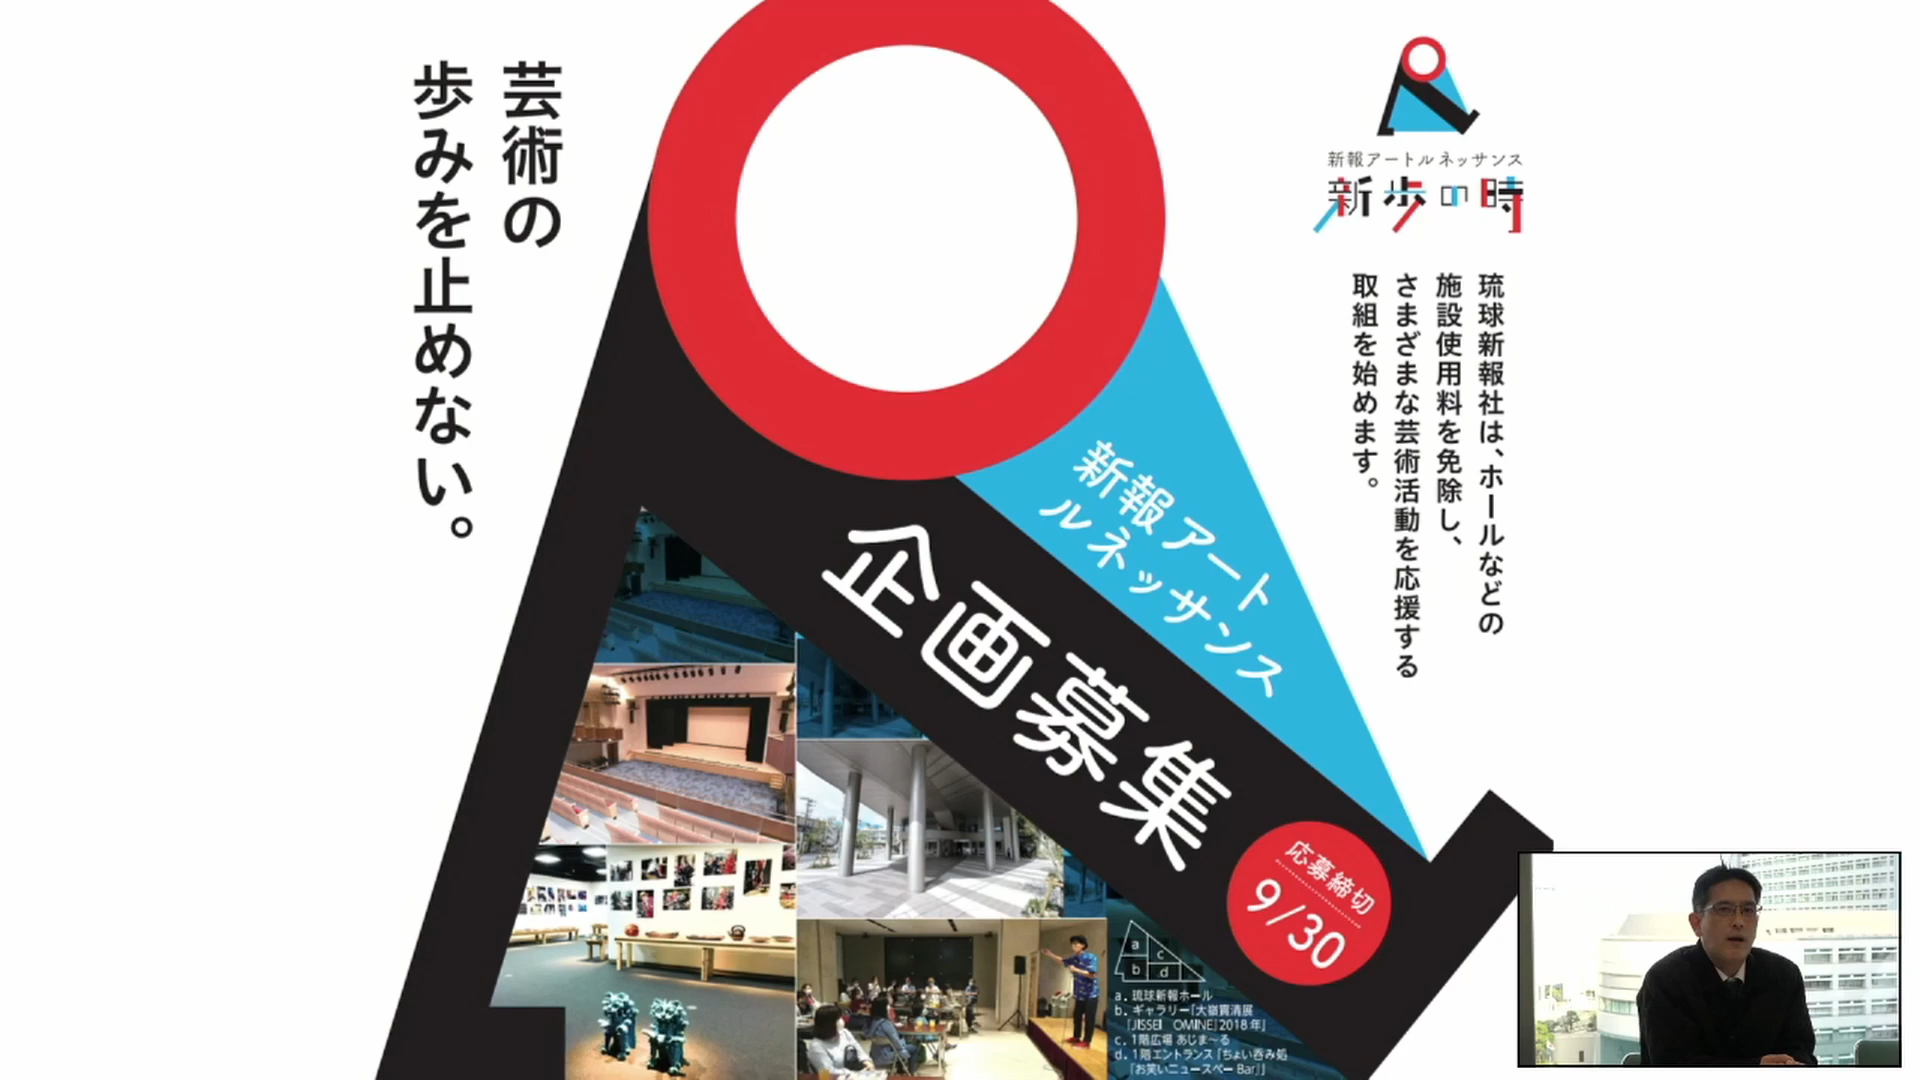 芸術の
歩みを止めない。
新報アートルネッサンス
新歩の時
琉球新報社は、ホールなどの
施設使用料を免除し、
さまざまな芸術活動を応援する
取組を始めます。
新報アート
ルネッサンス
企画募集
応募締切
9/30
a
c
b
d
a. 琉球新報ホール
b. ギャラリー「大嶺實清展
「JISSEI OMINE」2018年」
c. 1階広場 あじま〜る
d. 1階エントランス「ちょい呑み処
「お笑いニュースペーBar」」